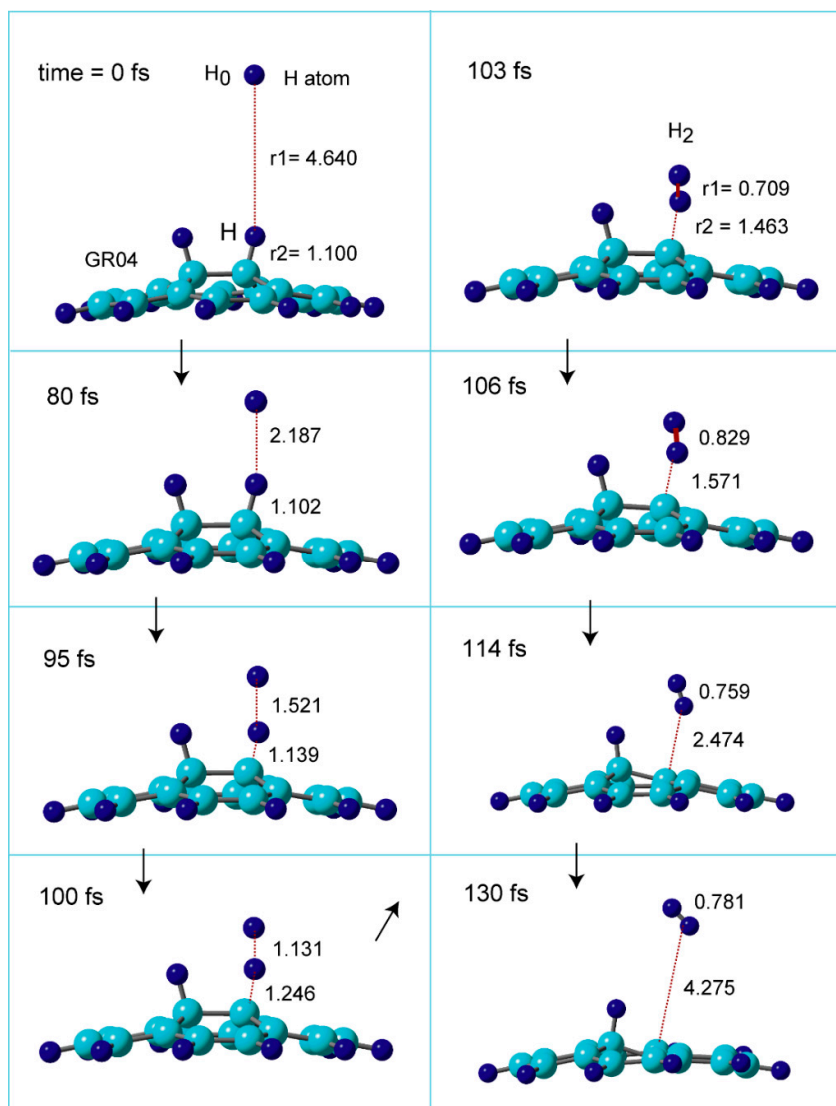 time = 0 fs
H0
H atom
r1= 4.640
H
r2= 1.100
GR04
80 fs
2.187
1.102
95 fs
1.521
1.139
100 fs
1.131
1.246
103 fs
H2
r1= 0.709
r2 = 1.463
106 fs
0.829
1.571
114 fs
0.759
2.474
130 fs
0.781
4.275